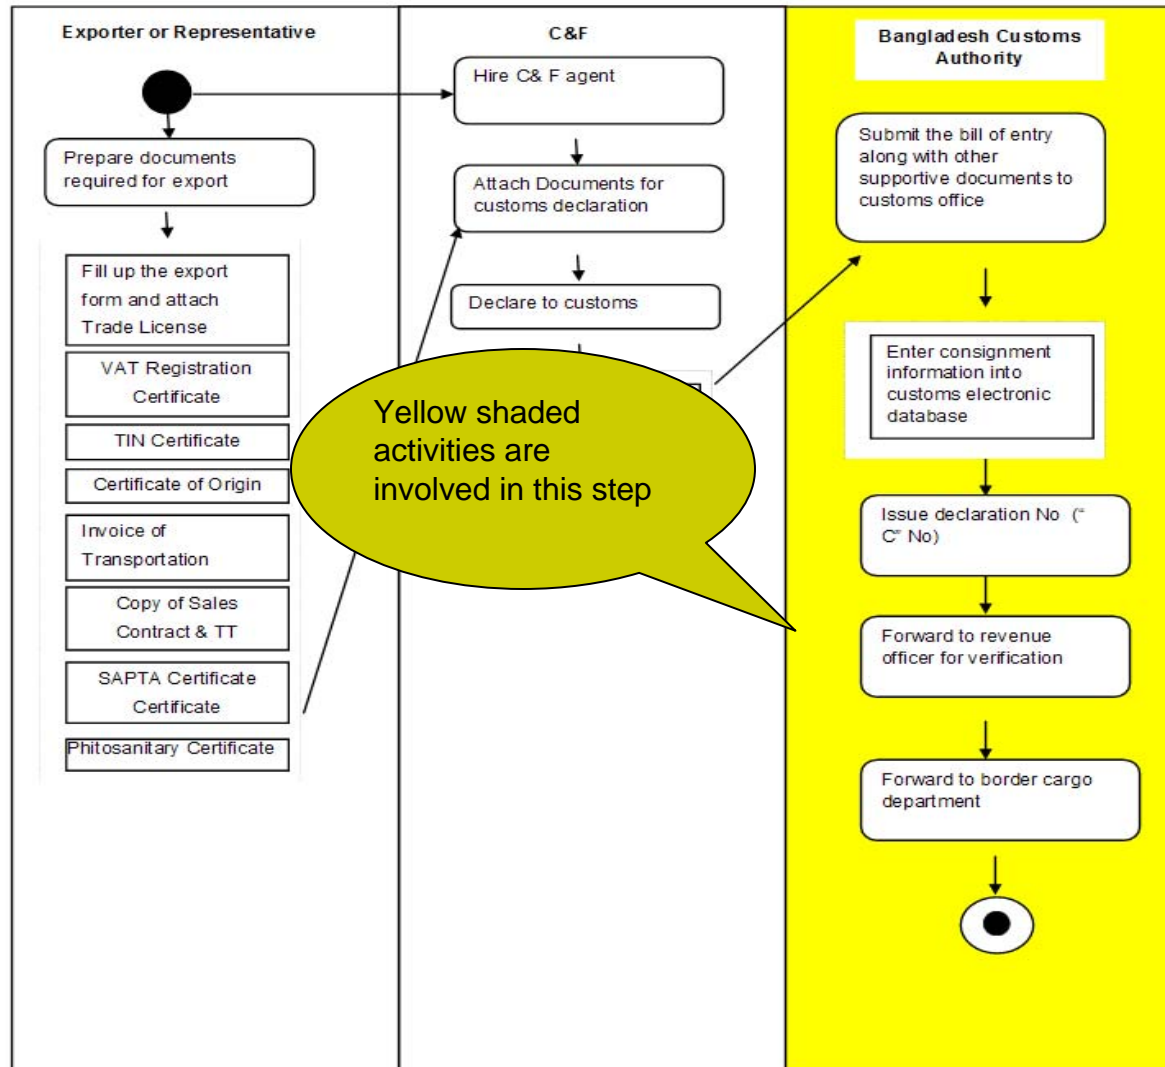 Exporter or Representative
Prepare documents
required for export
Fill up the export
form and attach
Trade License
VAT Registration
Certificate
TIN Certificate
Certificate of Origin
Invoice of
Transportation
Copy of Sales
Contract & TT
SAPTA Certificate
Certificate
Phitosanitary Certificate
C&F
Hire C& F agent
Attach Documents for
customs declaration
Declare to customs
Yellow shaded
activities are
involved in this step
Bangladesh Customs
Authority
Submit the bill of entry
along with other
supportive documents to
customs office
Enter consignment
information into
customs electronic
database
Issue declaration No (“
C” No)
Forward to revenue
officer for verification
Forward to border cargo
department